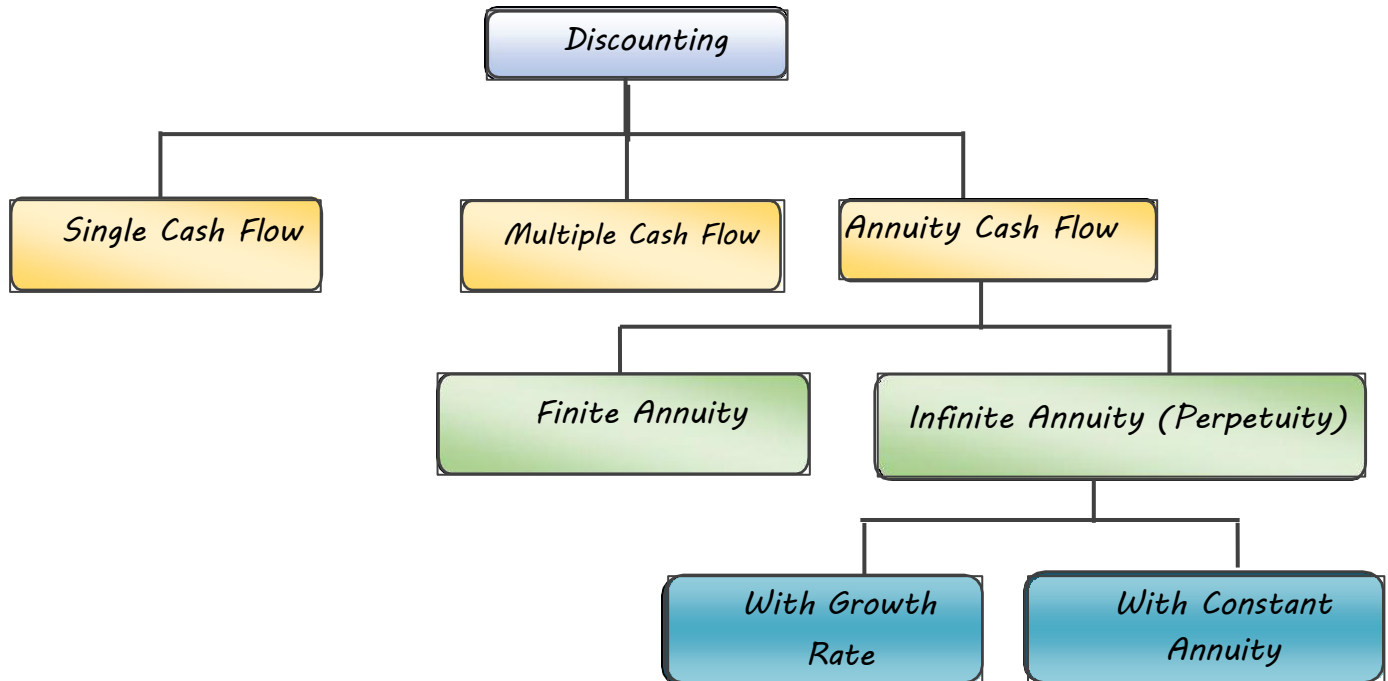 Discounting
Single Cash Flow
Multiple Cash Flow
Annuity Cash Flow
Finite Annuity
Infinite Annuity (Perpetuity)
With Growth
Rate
With Constant
Annuity